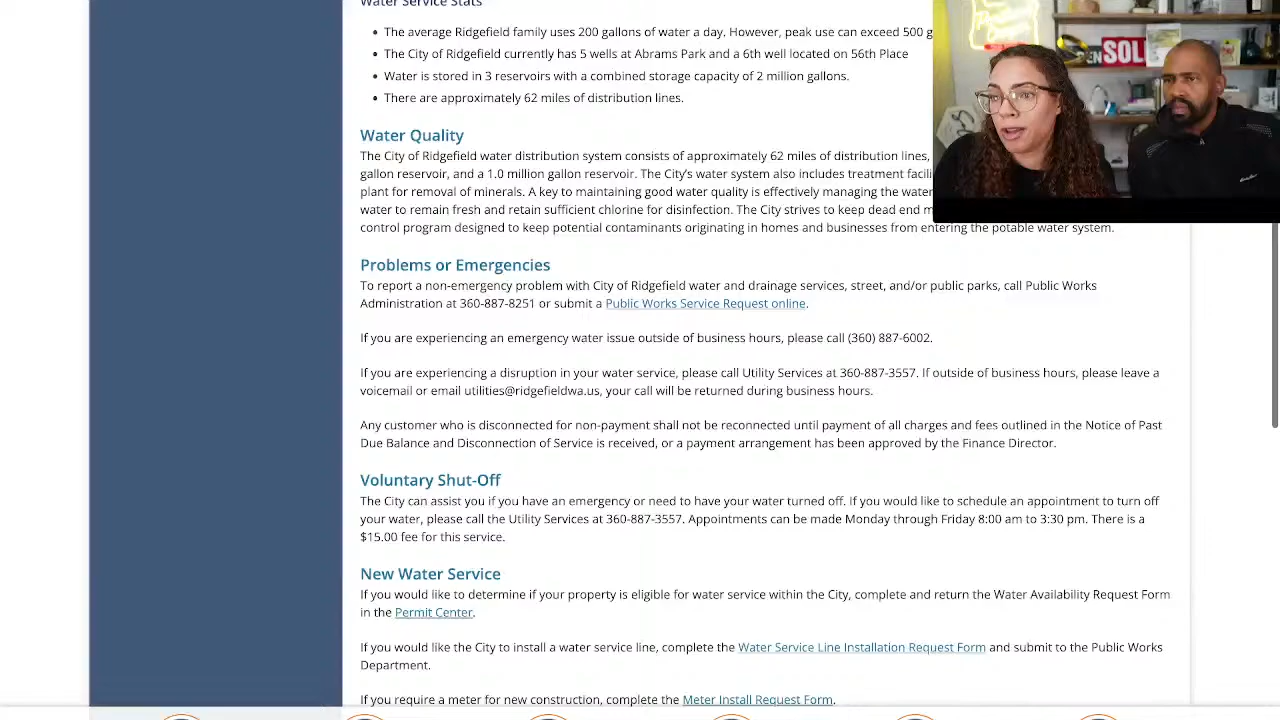 Water Service Stats
• The average Ridgefield family uses 200 gallons of water a day. However, peak use can exceed 500 g
• The City of Ridgefield currently has 5 wells at Abrams Park and a 6th well located on 56th Place
• Water is stored in 3 reservoirs with a combined storage capacity of 2 million gallons.
• There are approximately 62 miles of distribution lines.
SOL
Water Quality
The City of Ridgefield water distribution system consists of approximately 62 miles of distribution lines,
gallon reservoir, and a 1.0 million gallon reservoir. The City's water system also includes treatment facili
plant for removal of minerals. A key to maintaining good water quality is effectively managing the water
water to remain fresh and retain sufficient chlorine for disinfection. The City strives to keep dead end m
control program designed to keep potential contaminants originating in homes and businesses from entering the potable water system.
Problems or Emergencies
To report a non-emergency problem with City of Ridgefield water and drainage services, street, and/or public parks, call Public Works
Administration at 360-887-8251 or submit a Public Works Service Request online.
If you are experiencing an emergency water issue outside of business hours, please call (360) 887-6002.
If you are experiencing a disruption in your water service, please call Utility Services at 360-887-3557. If outside of business hours, please leave a
voicemail or email utilities@ridgefieldwa.us, your call will be returned during business hours.
Any customer who is disconnected for non-payment shall not be reconnected until payment of all charges and fees outlined in the Notice of Past
Due Balance and Disconnection of Service is received, or a payment arrangement has been approved by the Finance Director.
Voluntary Shut-Off
The City can assist you if you have an emergency or need to have your water turned off. If you would like to schedule an appointment to turn off
your water, please call the Utility Services at 360-887-3557. Appointments can be made Monday through Friday 8:00 am to 3:30 pm. There is a
$15.00 fee for this service.
New Water Service
If you would like to determine if your property is eligible for water service within the City, complete and return the Water Availability Request Form
in the Permit Center.
If you would like the City to install a water service line, complete the Water Service Line Installation Request Form and submit to the Public Works
Department.
If you require a meter for new construction, complete the Meter Install Request Form.